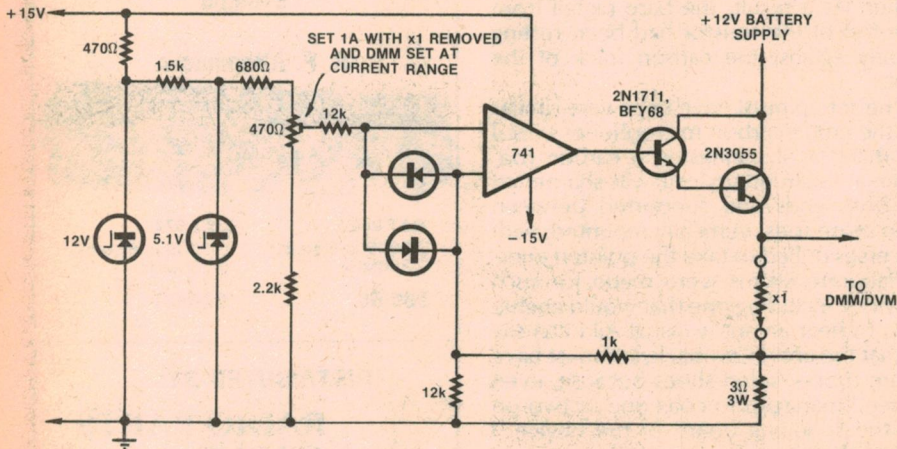 +15V
+12V BATTERY
SUPPLY
470Ω
SET 1A WITH x1 REMOVED
AND DMM SET AT
CURRENT RANGE
1.5k
680Ω
2N1711,
BFY68
470Ω
12k
741
2N3055
12V
5.1V
−15V
TO
DMM/DVM
x1
2.2k
1k
12k
3Ω
3W